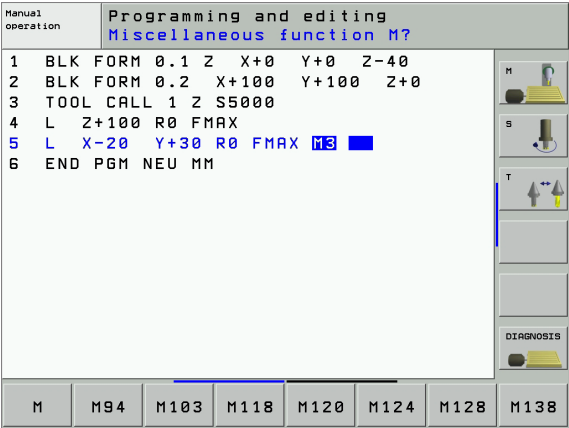 Manual operation
Programming and editing
Miscellaneous function M?
1 BLK FORM 0.1 Z X+0 Y+0 Z-40
2 BLK FORM 0.2 X+100 Y+100 Z+0
3 TOOL CALL 1 Z S5000
4 L Z+100 R0 FMAX
5 L X-20 Y+30 R0 FMAX M3
6 END PGM NEU MM
M
S
T
DIAGNOSIS
M M94 M103 M118 M120 M124 M128 M138